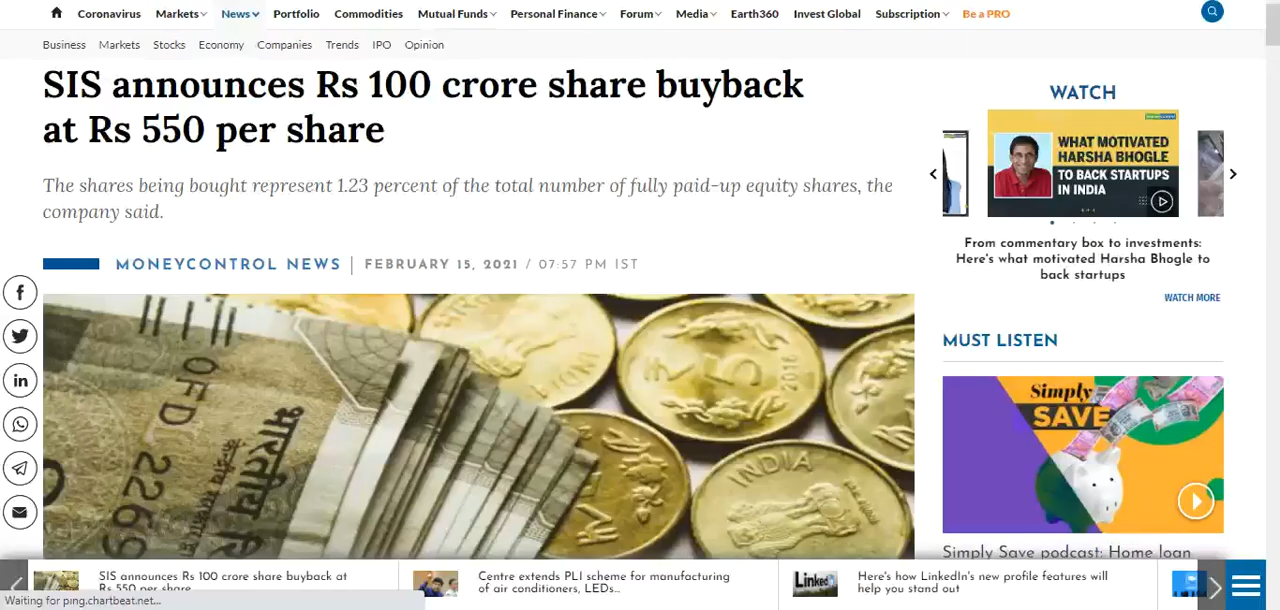 Coronavirus Markets News Portfolio Commodities Mutual Funds Personal Finance Forum Media Earth360 Invest Global Subscription Be a PRO
Business Markets Stocks Economy Companies Trends IPO Opinion
SIS announces Rs 100 crore share buyback
at Rs 550 per share
The shares being bought represent 1.23 percent of the total number of fully paid-up equity shares, the
company said.
MONEYCONTROL NEWS | FEBRUARY 15, 2021 / 07:57 PM IST
OFD
2269
भारतीय
5
2018
INDIA
WATCH
WHAT MOTIVATED
HARSHA BHOGLE
TO BACK STARTUPS
IN INDIA
From commentary box to investments:
Here's what motivated Harsha Bhogle to
back startups
WATCH MORE
MUST LISTEN
Simply
SAVE
Simply Save podcast: Home loan
SIS announces Rs 100 crore share buyback at
Rs 550 per share
Centre extends PLI scheme for manufacturing
of air conditioners, LEDs...
Linked
Here's how LinkedIn's new profile features will
help you stand out
Waiting for ping.chartbeat.net...